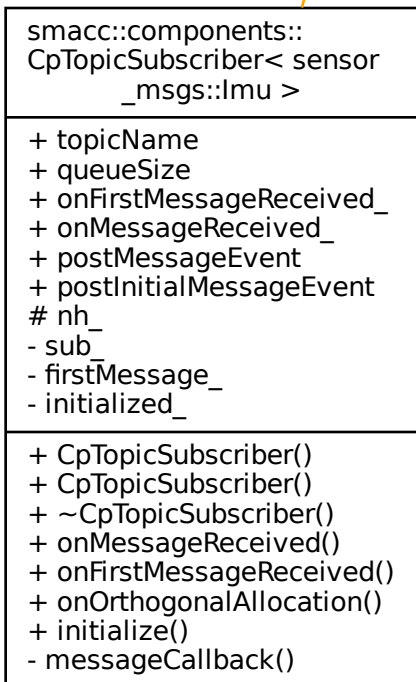 smacc::components::
CpTopicSubscriber< sensor
_msgs::Imu >
+ topicName
+ queueSize
+ onFirstMessageReceived_
+ onMessageReceived_
+ postMessageEvent
+ postInitialMessageEvent
# nh_
- sub_
- firstMessage_
- initialized_
+ CpTopicSubscriber()
+ CpTopicSubscriber()
+ ~CpTopicSubscriber()
+ onMessageReceived()
+ onFirstMessageReceived()
+ onOrthogonalAllocation()
+ initialize()
- messageCallback()